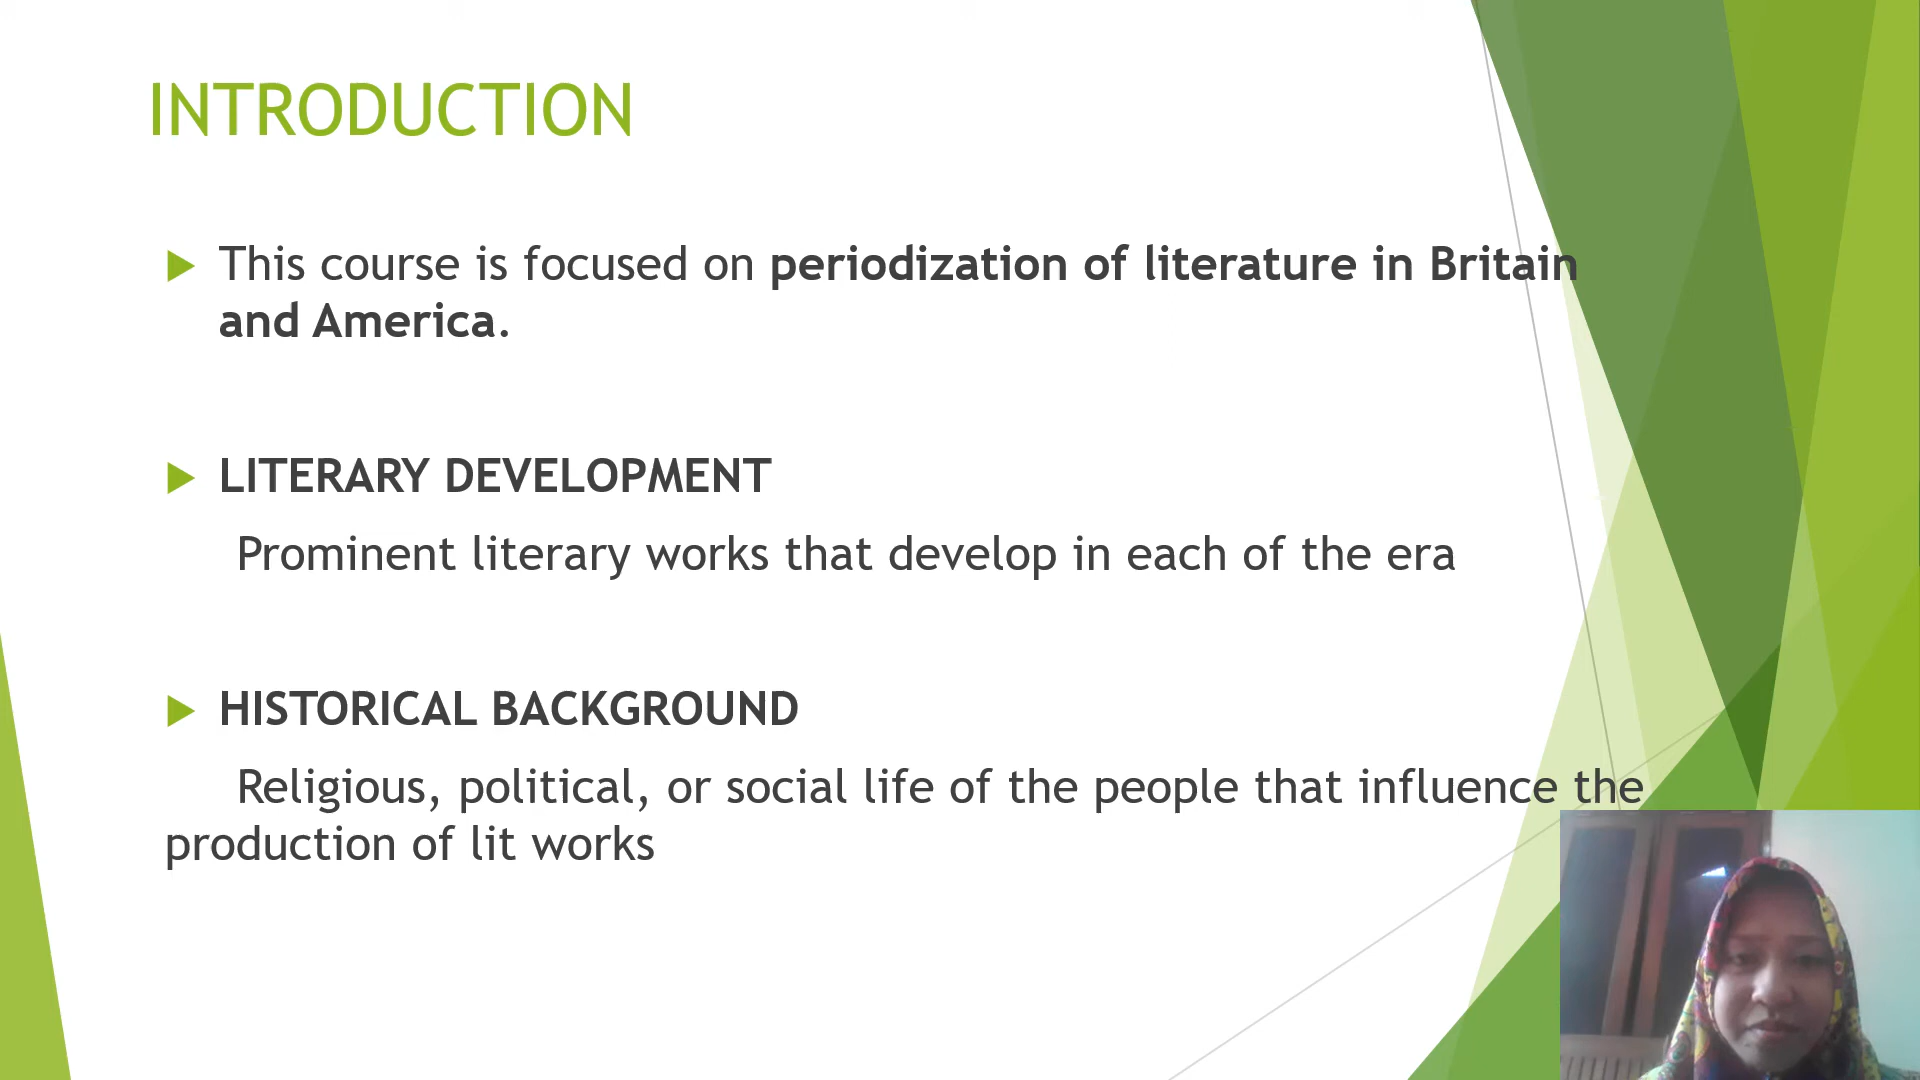 INTRODUCTION
This course is focused on periodization of literature in Britain
and America.
LITERARY DEVELOPMENT
Prominent literary works that develop in each of the era
HISTORICAL BACKGROUND
Religious, political, or social life of the people that influence the
production of lit works